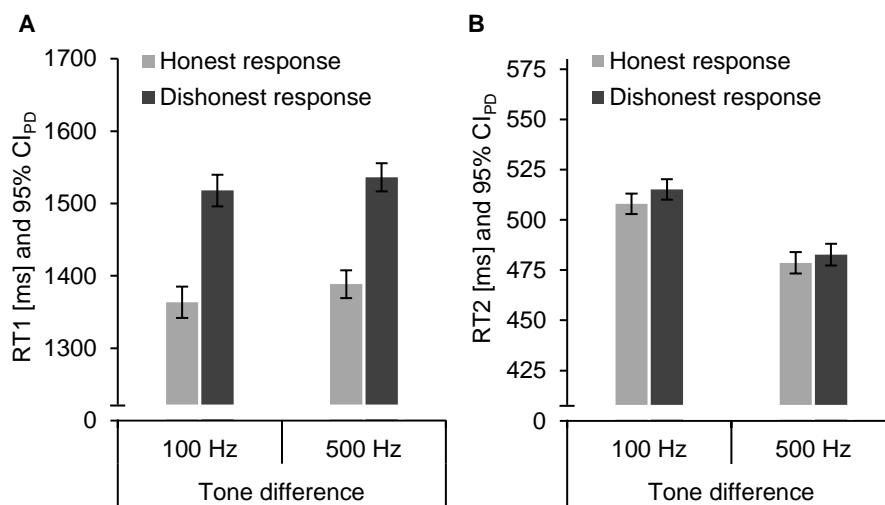 A
1700
1600
1500
1400
1300
0
RT1 [ms] and 95% CI_PD
Honest response
Dishonest response
100 Hz
500 Hz
Tone difference
B
575
550
525
500
475
450
425
0
RT2 [ms] and 95% CI_PD
Honest response
Dishonest response
100 Hz
500 Hz
Tone difference